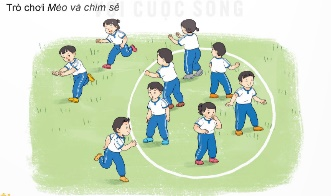 Trò chơi Mèo và chim sẻ
CUỘC SỐNG